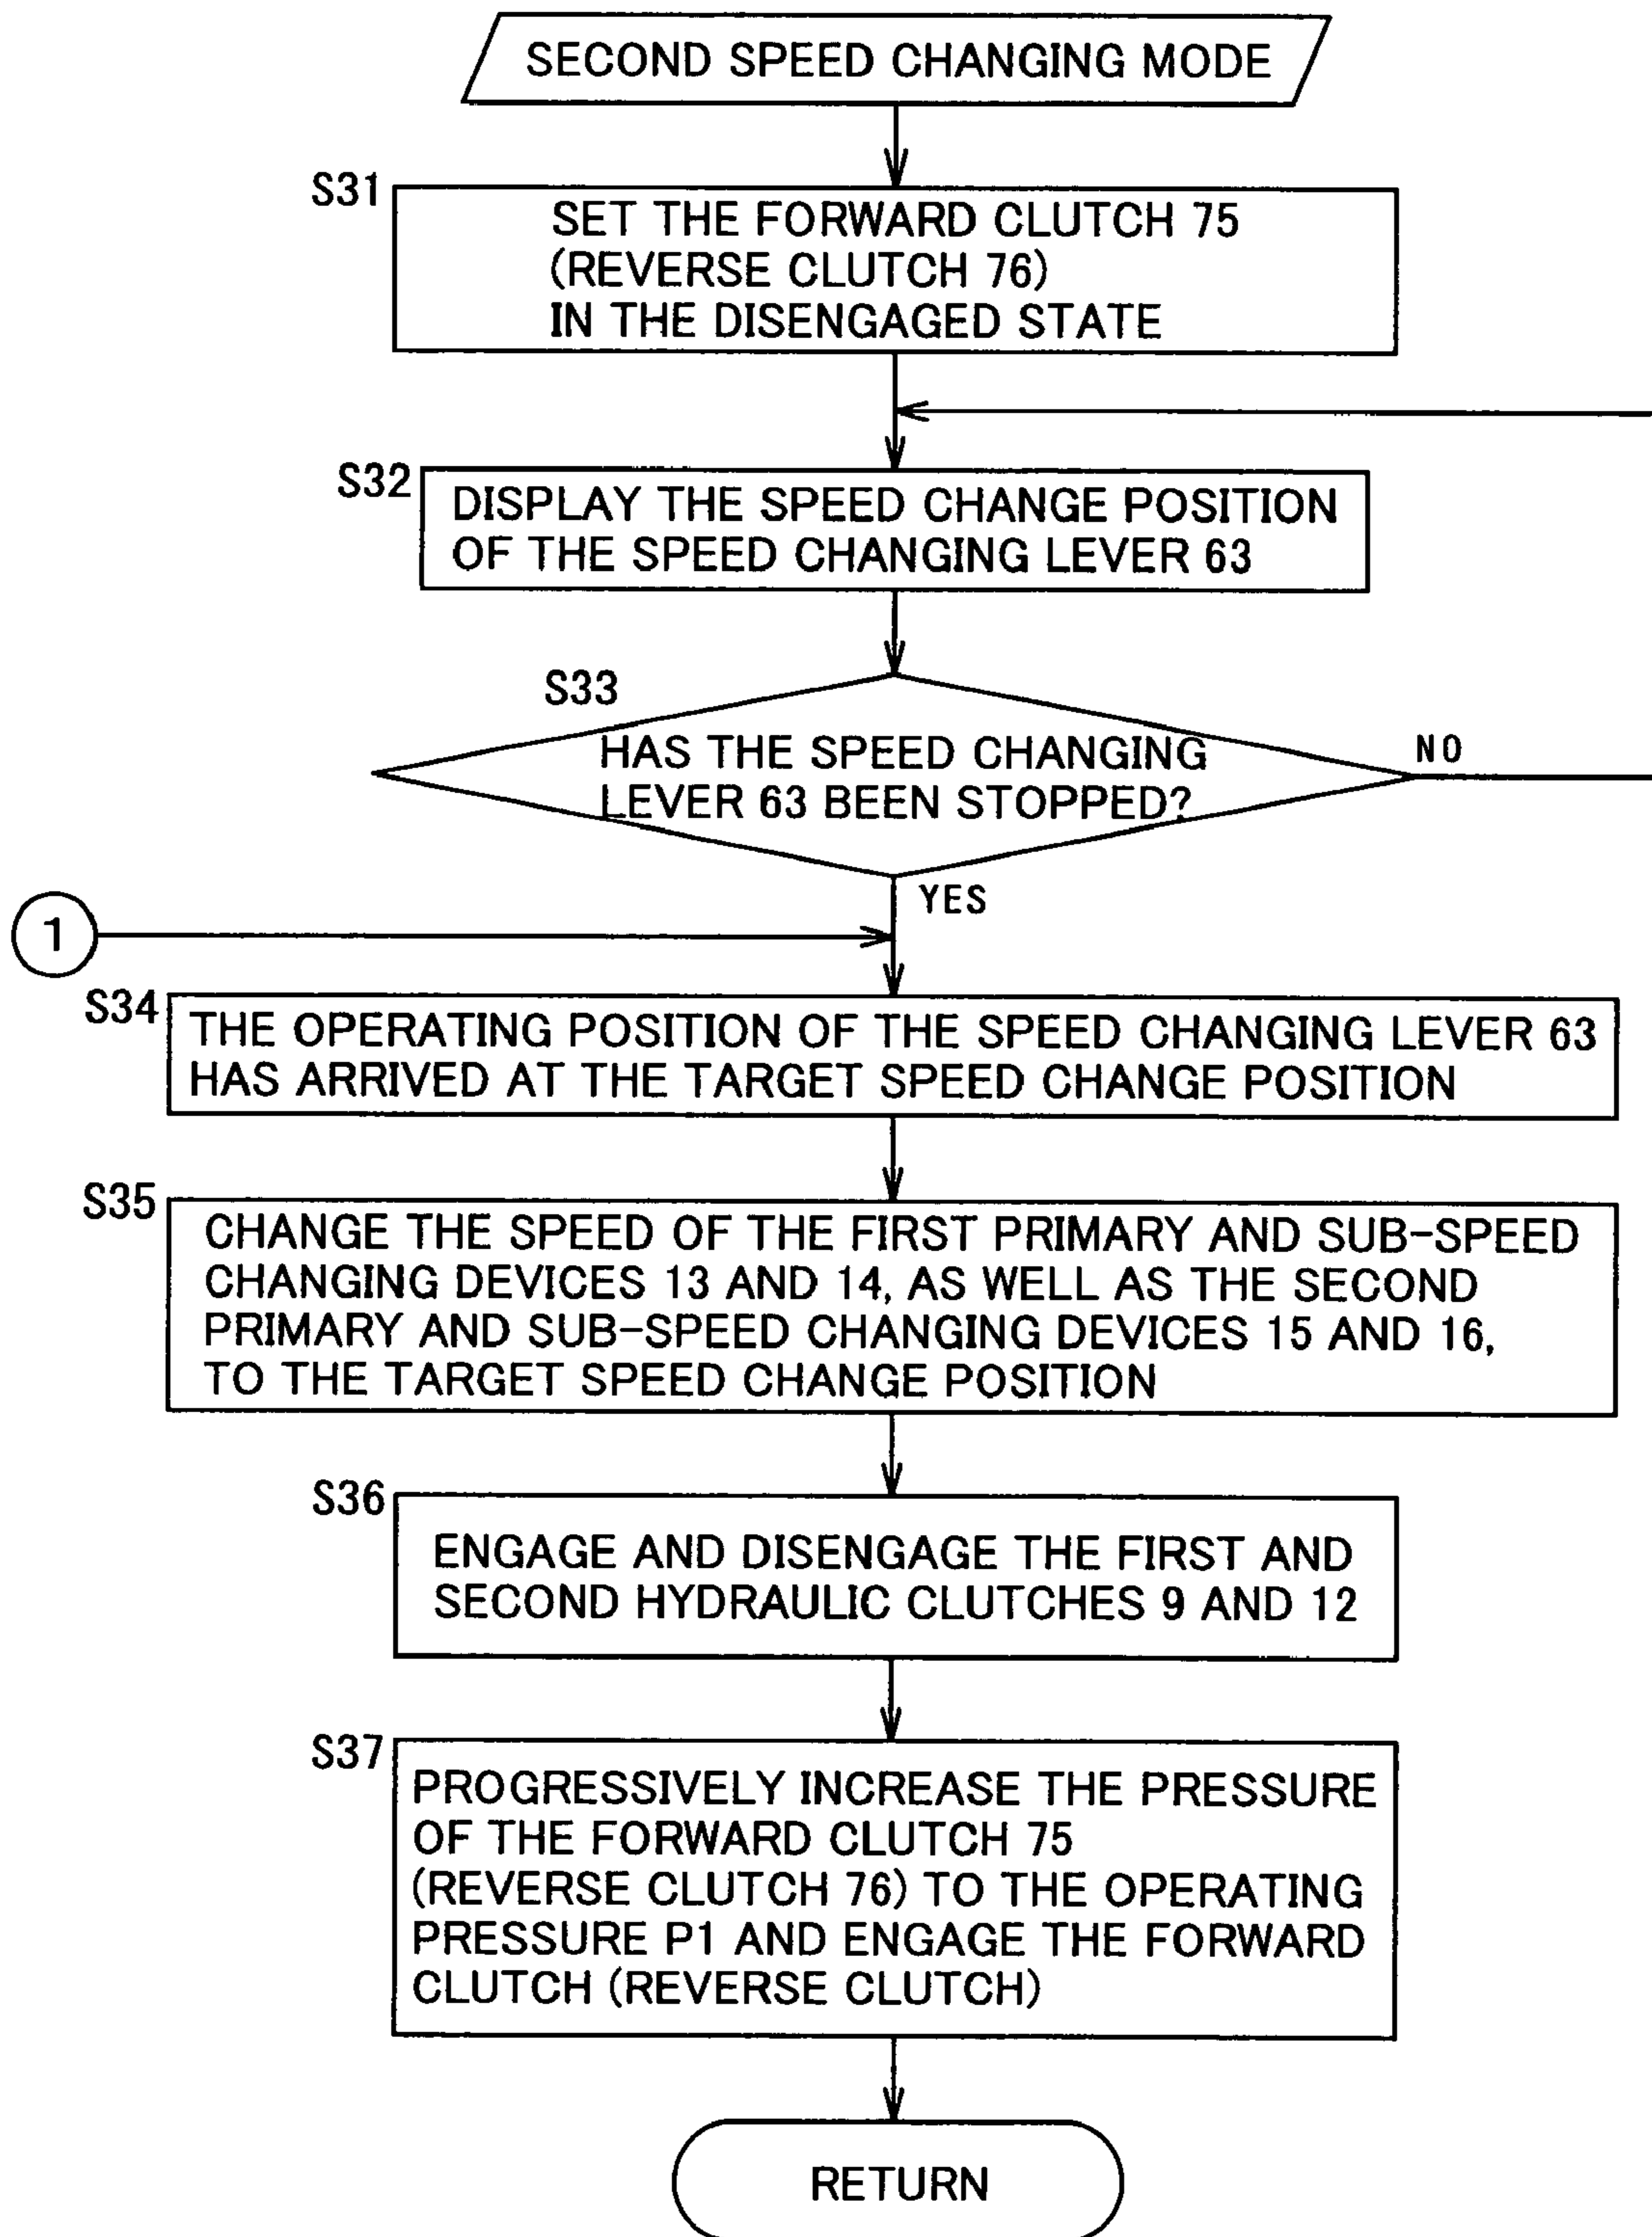 SECOND SPEED CHANGING MODE
S31
SET THE FORWARD CLUTCH 75
(REVERSE CLUTCH 76)
IN THE DISENGAGED STATE
S32
DISPLAY THE SPEED CHANGE POSITION
OF THE SPEED CHANGING LEVER 63
S33
HAS THE SPEED CHANGING
LEVER 63 BEEN STOPPED?
NO
YES
1
S34
THE OPERATING POSITION OF THE SPEED CHANGING LEVER 63
HAS ARRIVED AT THE TARGET SPEED CHANGE POSITION
S35
CHANGE THE SPEED OF THE FIRST PRIMARY AND SUB-SPEED
CHANGING DEVICES 13 AND 14, AS WELL AS THE SECOND
PRIMARY AND SUB-SPEED CHANGING DEVICES 15 AND 16,
TO THE TARGET SPEED CHANGE POSITION
S36
ENGAGE AND DISENGAGE THE FIRST AND
SECOND HYDRAULIC CLUTCHES 9 AND 12
S37
PROGRESSIVELY INCREASE THE PRESSURE
OF THE FORWARD CLUTCH 75
(REVERSE CLUTCH 76) TO THE OPERATING
PRESSURE P1 AND ENGAGE THE FORWARD
CLUTCH (REVERSE CLUTCH)
RETURN